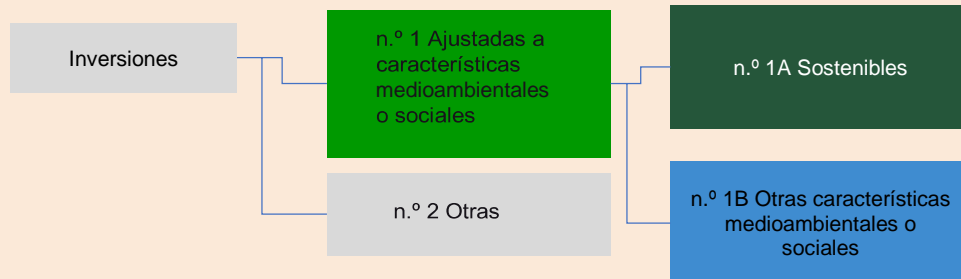 Inversiones
n.º 1 Ajustadas a
características
medioambientales
o sociales
n.º 2 Otras
n.º 1A Sostenibles
n.º 1B Otras características
medioambientales o
sociales